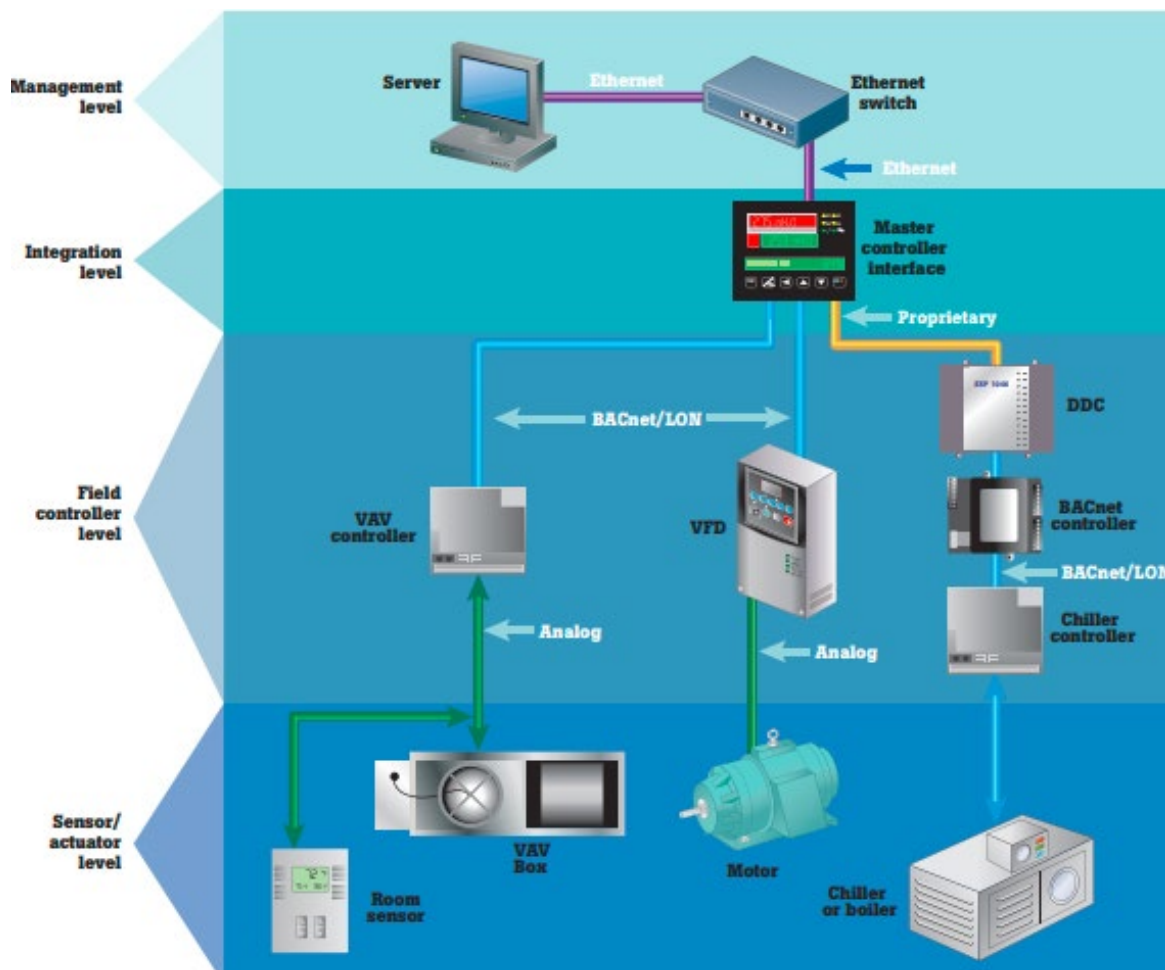 Management
level
Server
Ethernet
Ethernet
switch
Ethernet
Integration
level
Master
controller
interface
Proprietary
DDC
BACnet/LON
Field
controller
level
VAV
controller
VFD
BACnet
controller
BACnet/LON
Chiller
controller
Analog
Analog
Sensor/
actuator
level
72
VAV
Box
Room
sensor
Motor
Chiller
or boiler